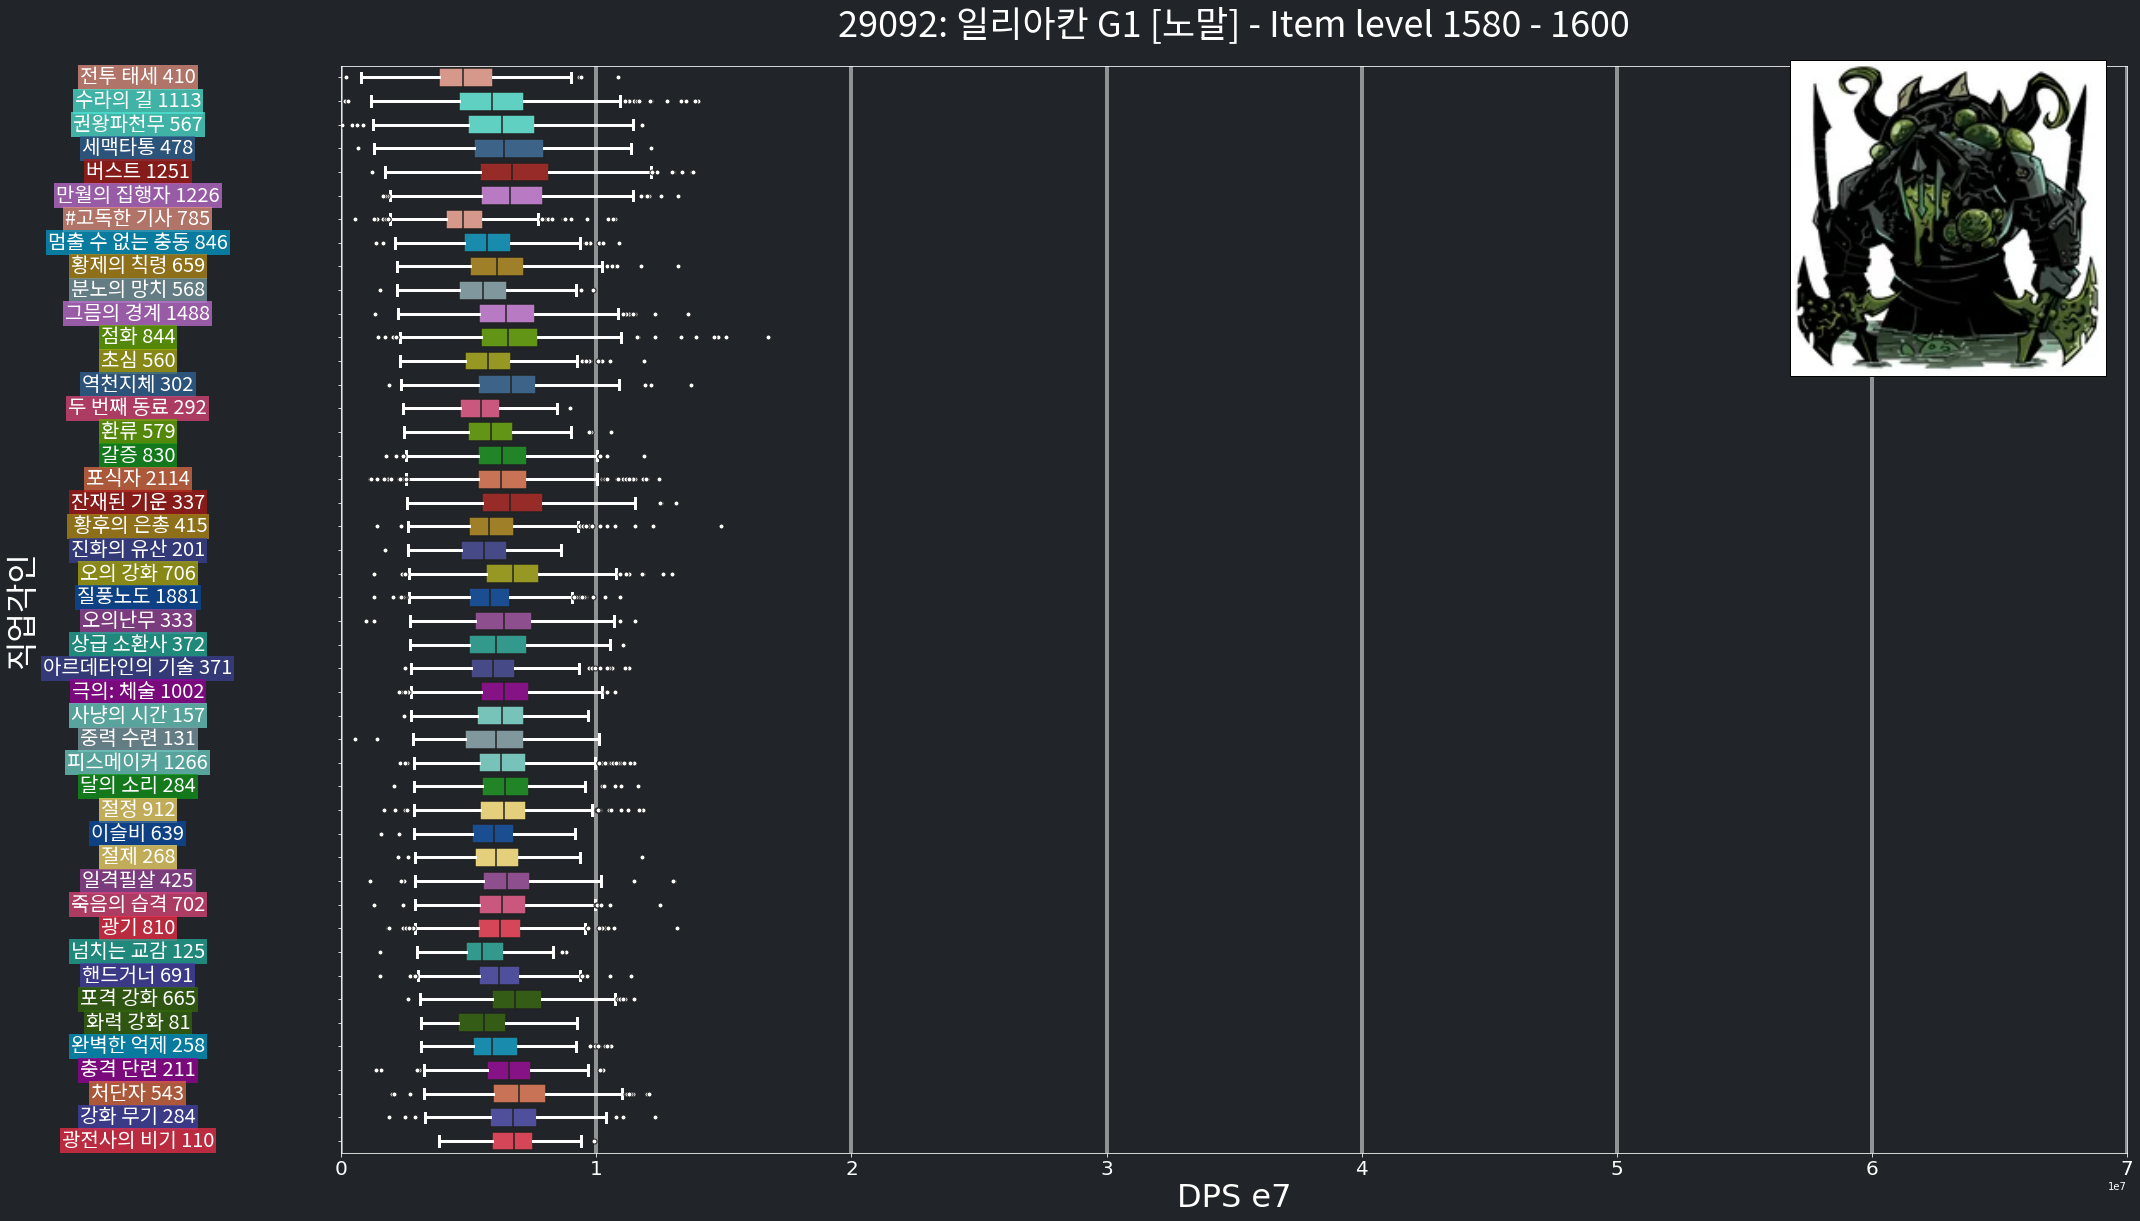 29092: 일리아칸 G1 [노말] - Item level 1580 - 1600
전투 태세 410
수라의 길 1113
권왕파천무 567
세맥타통 478
버스트 1251
만월의 집행자 1226
#고독한 기사 785
멈출 수 없는 충동 846
황제의 칙령 659
분노의 망치 568
그믐의 경계 1488
점화 844
초심 560
역천지체 302
두 번째 동료 292
환류 579
갈증 830
포식자 2114
잔재된 기운 337
황후의 은총 415
진화의 유산 201
오의 강화 706
질풍노도 1881
오의난무 333
상급 소환사 372
아르데타인의 기술 371
극의: 체술 1002
사냥의 시간 157
중력 수련 131
피스메이커 1266
달의 소리 284
절정 912
이슬비 639
절제 268
일격필살 425
죽음의 습격 702
광기 810
넘치는 교감 125
핸드거너 691
포격 강화 665
화력 강화 81
완벽한 억제 258
충격 단련 211
처단자 543
강화 무기 284
광전사의 비기 110
직업각인
0 1 2 3 4 5 6 7
DPS e7
1e7